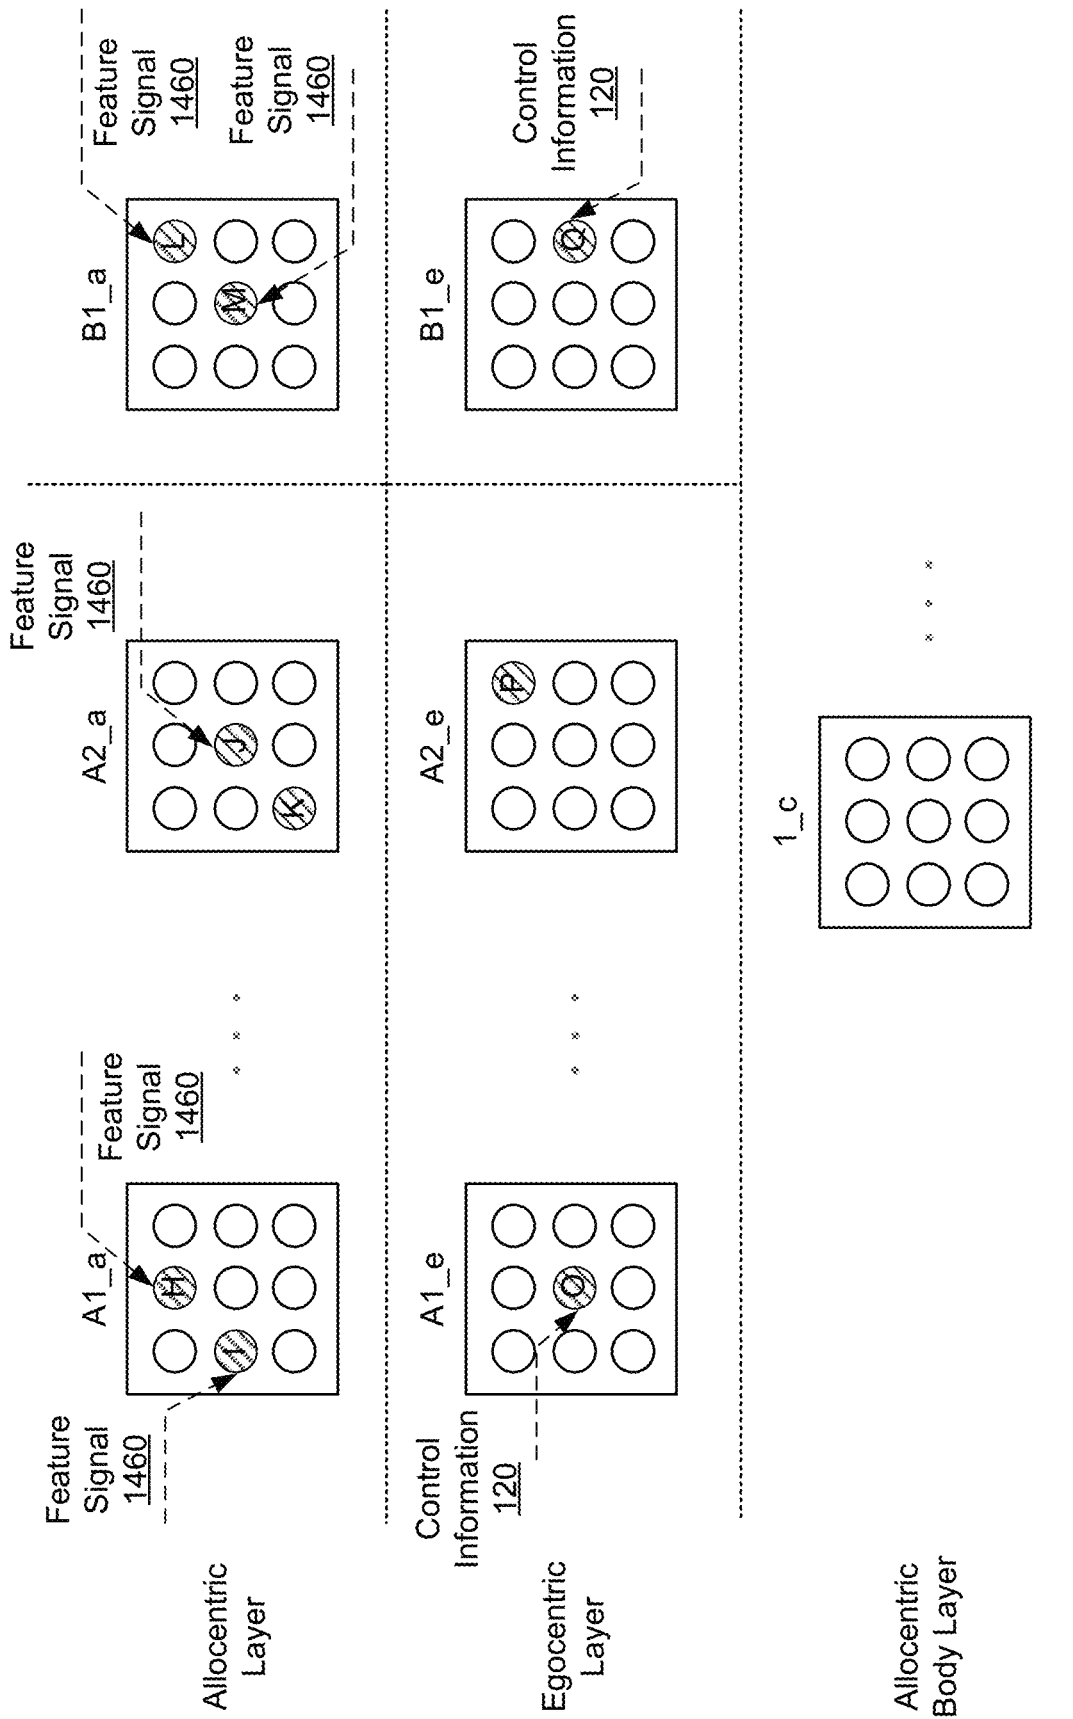 Feature
Signal
1460
Feature
Signal
1460
A1_a
Feature
Signal
1460
A2_a
B1_a
Feature
Signal
1460
Feature
Signal
1460
Allocentric
Layer
H
I
J
K
L
M
Control
Information
120
A1_e
A2_e
B1_e
Control
Information
120
Egocentric
Layer
O
P
Q
1_c
Allocentric
Body Layer